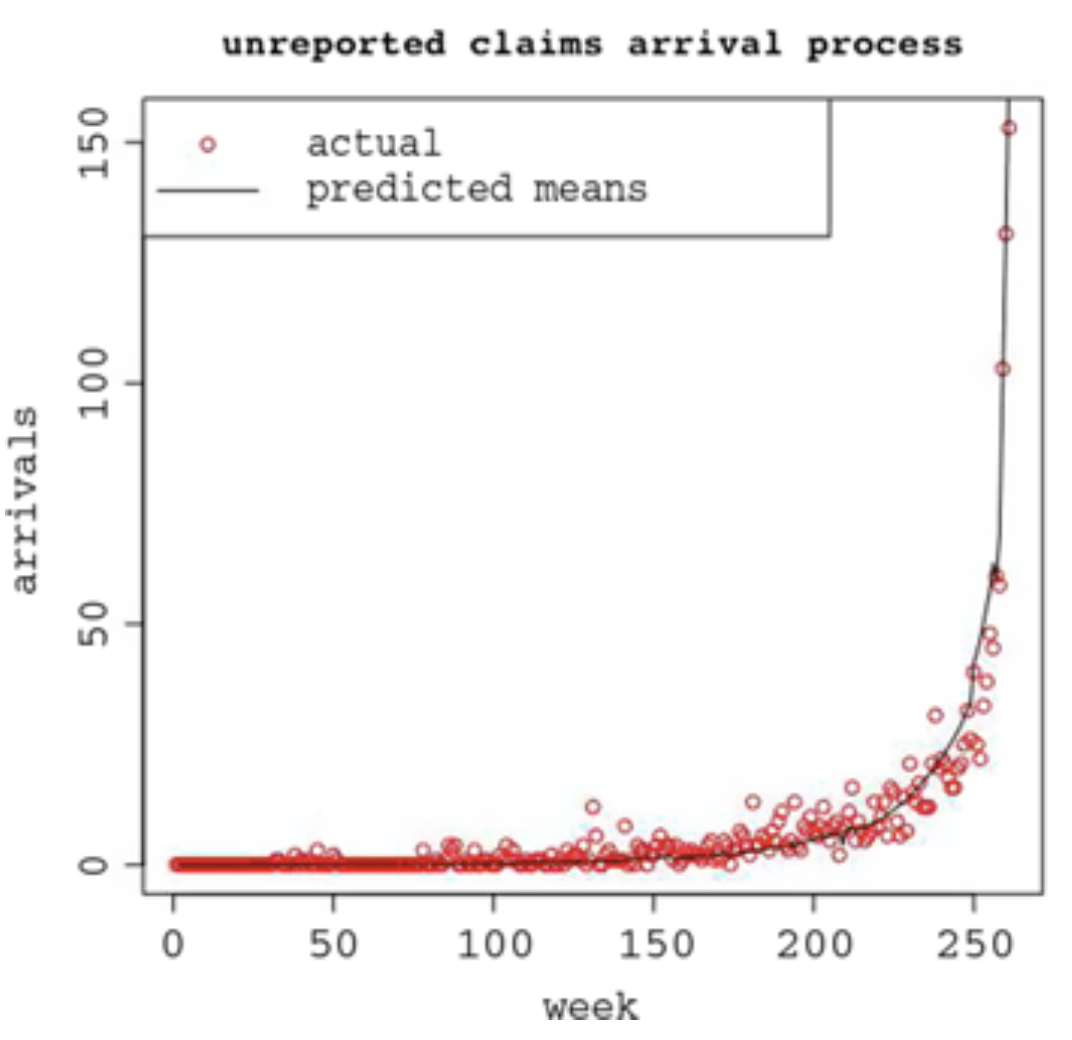 unreported claims arrival process
actual
predicted means
arrivals
150
100
50
0
0 50 100 150 200 250
week